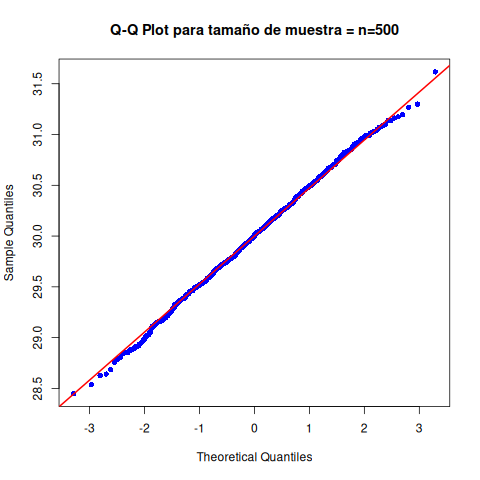 Q-Q Plot para tamaño de muestra = n=500
Sample Quantiles
31.5
31.0
30.5
30.0
29.5
29.0
28.5
-3 -2 -1 0 1 2 3
Theoretical Quantiles